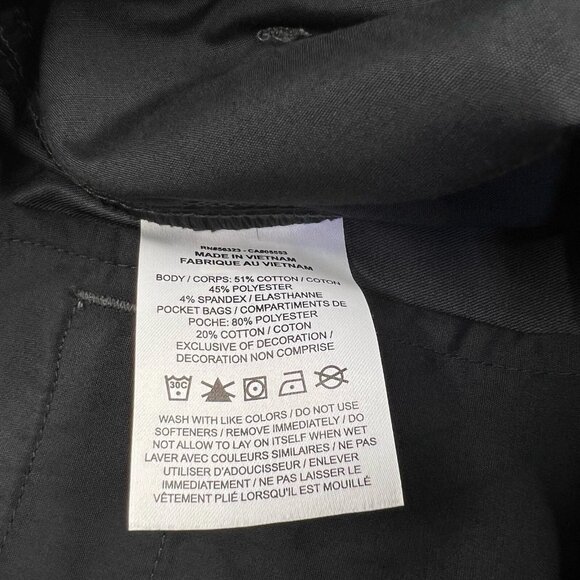 RN#56323 - CA#05553
MADE IN VIETNAM
FABRIQUE AU VIETNAM
BODY / CORPS: 51% COTTON / COTON
45% POLYESTER
4% SPANDEX / ELASTHANNE
POCKET BAGS / COMPARTIMENTS DE
POCHE: 80% POLYESTER
20% COTTON / COTON
EXCLUSIVE OF DECORATION /
DECORATION NON COMPRISE
30C
WASH WITH LIKE COLORS / DO NOT USE
SOFTENERS / REMOVE IMMEDIATELY / DO
NOT ALLOW TO LAY ON ITSELF WHEN WET
LAVER AVEC COULEURS SIMILAIRES / NE PAS
UTILISER D'ADOUCISSEUR / ENLEVER
IMMEDIATEMENT / NE PAS LAISSER LE
VÊTEMENT PLIÉ LORSQU'IL EST MOUILLÉ